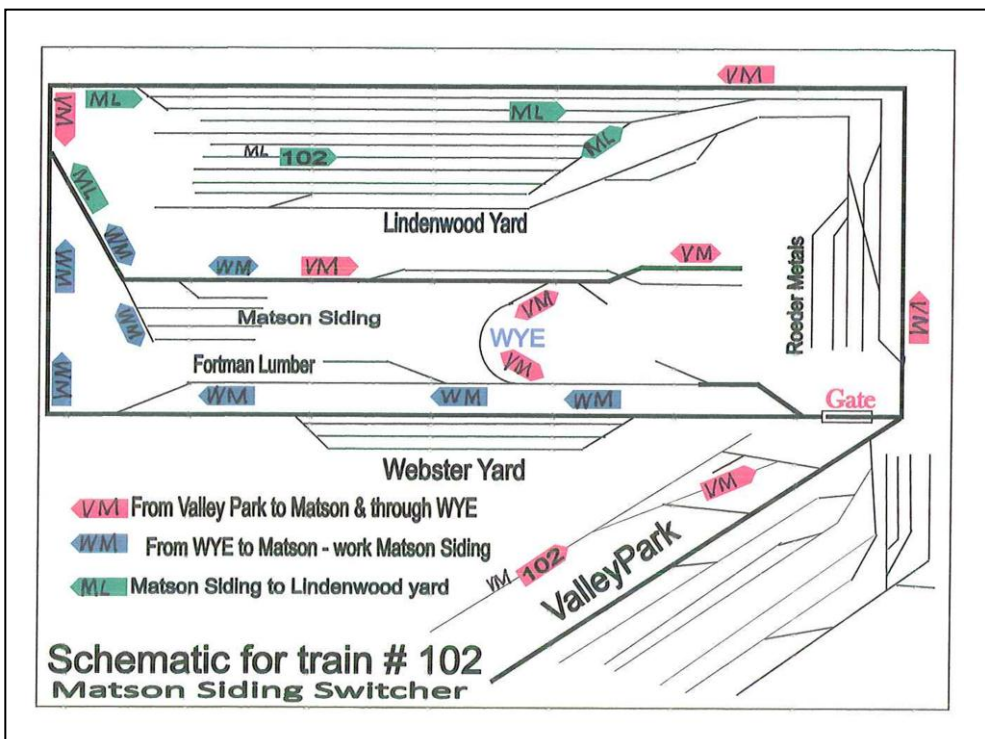 VM
ML
VM
ML
ML
ML 102
ML
Lindenwood Yard
WM
WM
WM
VM
VM
Roeder Metals
VM
Matson Siding
VM
WYE
VM
WM
Fortman Lumber
WM
WM
WM
WM
Gate
Webster Yard
VM From Valley Park to Matson & through WYE
WM From WYE to Matson - work Matson Siding
ML Matson Siding to Lindenwood yard
VM
VM 102
ValleyPark
Schematic for train # 102
Matson Siding Switcher